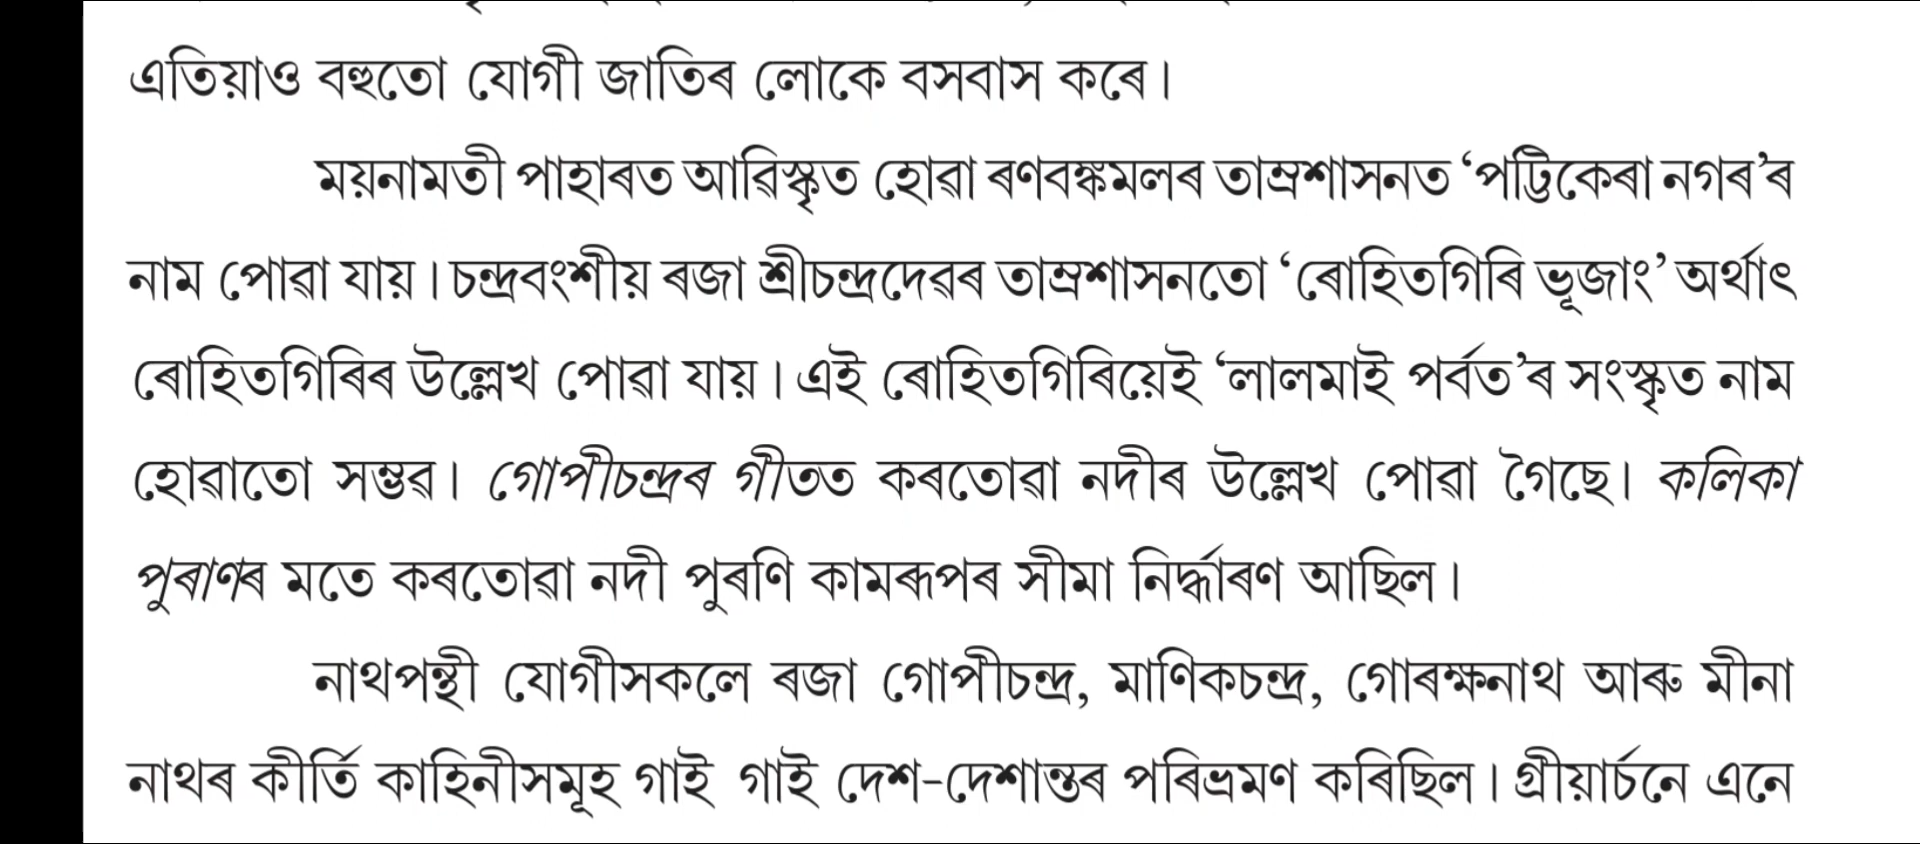 এতিয়াও বহুতো যোগী জাতিৰ লোকে বসবাস কৰে।
ময়নামতী পাহাৰত আৱিস্কৃত হোৱা ৰণবঙ্কমলৰ তাম্ৰশাসনত ‘পট্টিকেৰা নগৰ’ৰ
নাম পোৱা যায়। চন্দ্ৰবংশীয় ৰজা শ্ৰীচন্দ্ৰদেৱৰ তাম্ৰশাসনতো ‘ৰোহিতগিৰি ভূজাং’ অৰ্থাৎ
ৰোহিতগিৰিৰ উল্লেখ পোৱা যায়। এই ৰোহিতগিৰিয়েই ‘লালমাই পৰ্বত’ৰ সংস্কৃত নাম
হোৱাতো সম্ভৱ। গোপীচন্দ্ৰৰ গীতত কৰতোৱা নদীৰ উল্লেখ পোৱা গৈছে। কলিকা
পুৰাণৰ মতে কৰতোৱা নদী পুৰণি কামৰূপৰ সীমা নিৰ্দ্ধাৰণ আছিল।
নাথপন্থী যোগীসকলে ৰজা গোপীচন্দ্ৰ, মাণিকচন্দ্ৰ, গোৰক্ষনাথ আৰু মীনা
নাথৰ কীৰ্তি কাহিনীসমূহ গাই গাই দেশ-দেশান্তৰ পৰিভ্ৰমণ কৰিছিল। গ্ৰীয়াৰ্চনে এনে